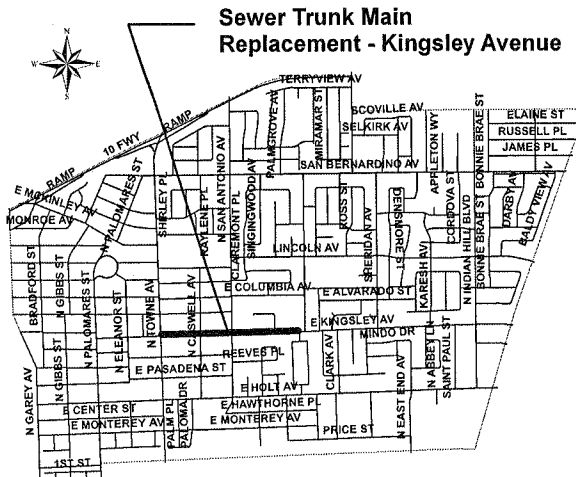 Sewer Trunk Main
Replacement - Kingsley Avenue
N
W
E
S
TERRYVIEW AV
SCOVILLE AV
SELKIRK AV
ELAINE ST
RUSSELL PL
JAMES PL
RAMP
10 FWY
RAMP
PALMGROVE AV
MIRAMAR ST
SAN BERNARDINO AV
APPLETON WY
BONNIE BRAE ST
E MCKINLEY AV
MONROE AV
N PALOMARES ST
SHIRLEY PL
RAYLENE PL
N SAN ANTONIO AV
CLAREMONT PL
SINGINGWOOD AV
ROSS ST
SHERIDAN AV
DENSMORE ST
CORDOVA ST
N INDIAN HILL BLVD
BONNIE BRAE ST
DARBY AV
BALDY VIEW AV
LINCOLN AV
BRADFORD ST
N GIBBS ST
N PALOMARES ST
N ELEANOR ST
N TOWNE AV
N CASWELL AV
E COLUMBIA AV
E ALVARADO ST
KARESH AV
E KINGSLEY AV
MINDO DR
REEVES PL
E PASADENA ST
CLARK AV
N ABBEY LN
SAINT PAUL ST
N GAREY AV
N GIBBS ST
E HOLT AV
E HAWTHORNE PL
E CENTER ST
E MONTEREY AV
PALM PL
PALOMA DR
E MONTEREY AV
PRICE ST
N EAST END AV
1ST ST